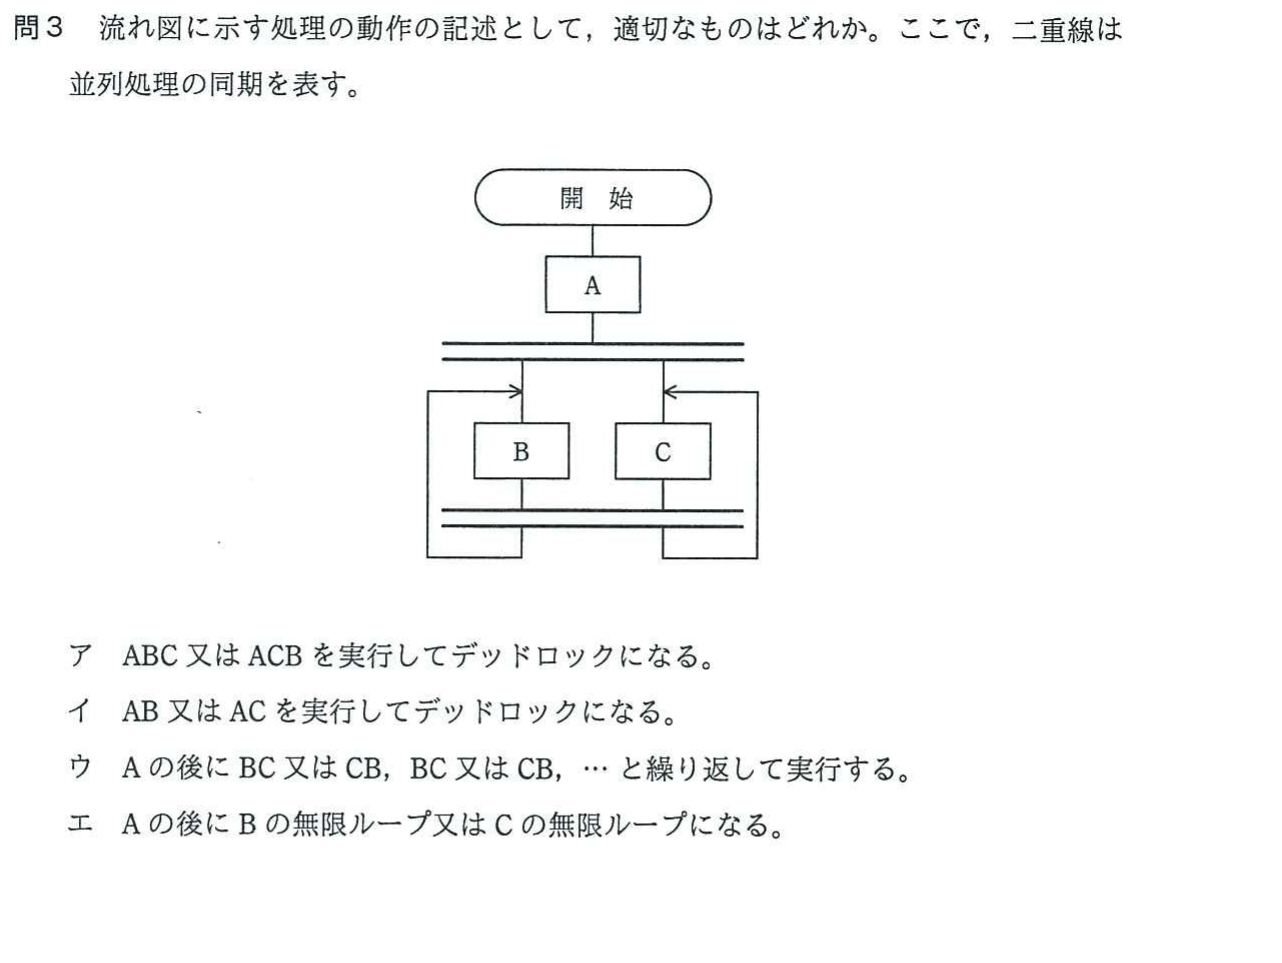 問３　流れ図に示す処理の動作の記述として，適切なものはどれか。ここで，二重線は
並列処理の同期を表す。
開　始
A
B　C
ア　ABC 又は ACB を実行してデッドロックになる。
イ　AB 又は AC を実行してデッドロックになる。
ウ　A の後に BC 又は CB，BC 又は CB，… と繰り返して実行する。
エ　A の後に B の無限ループ又は C の無限ループになる。